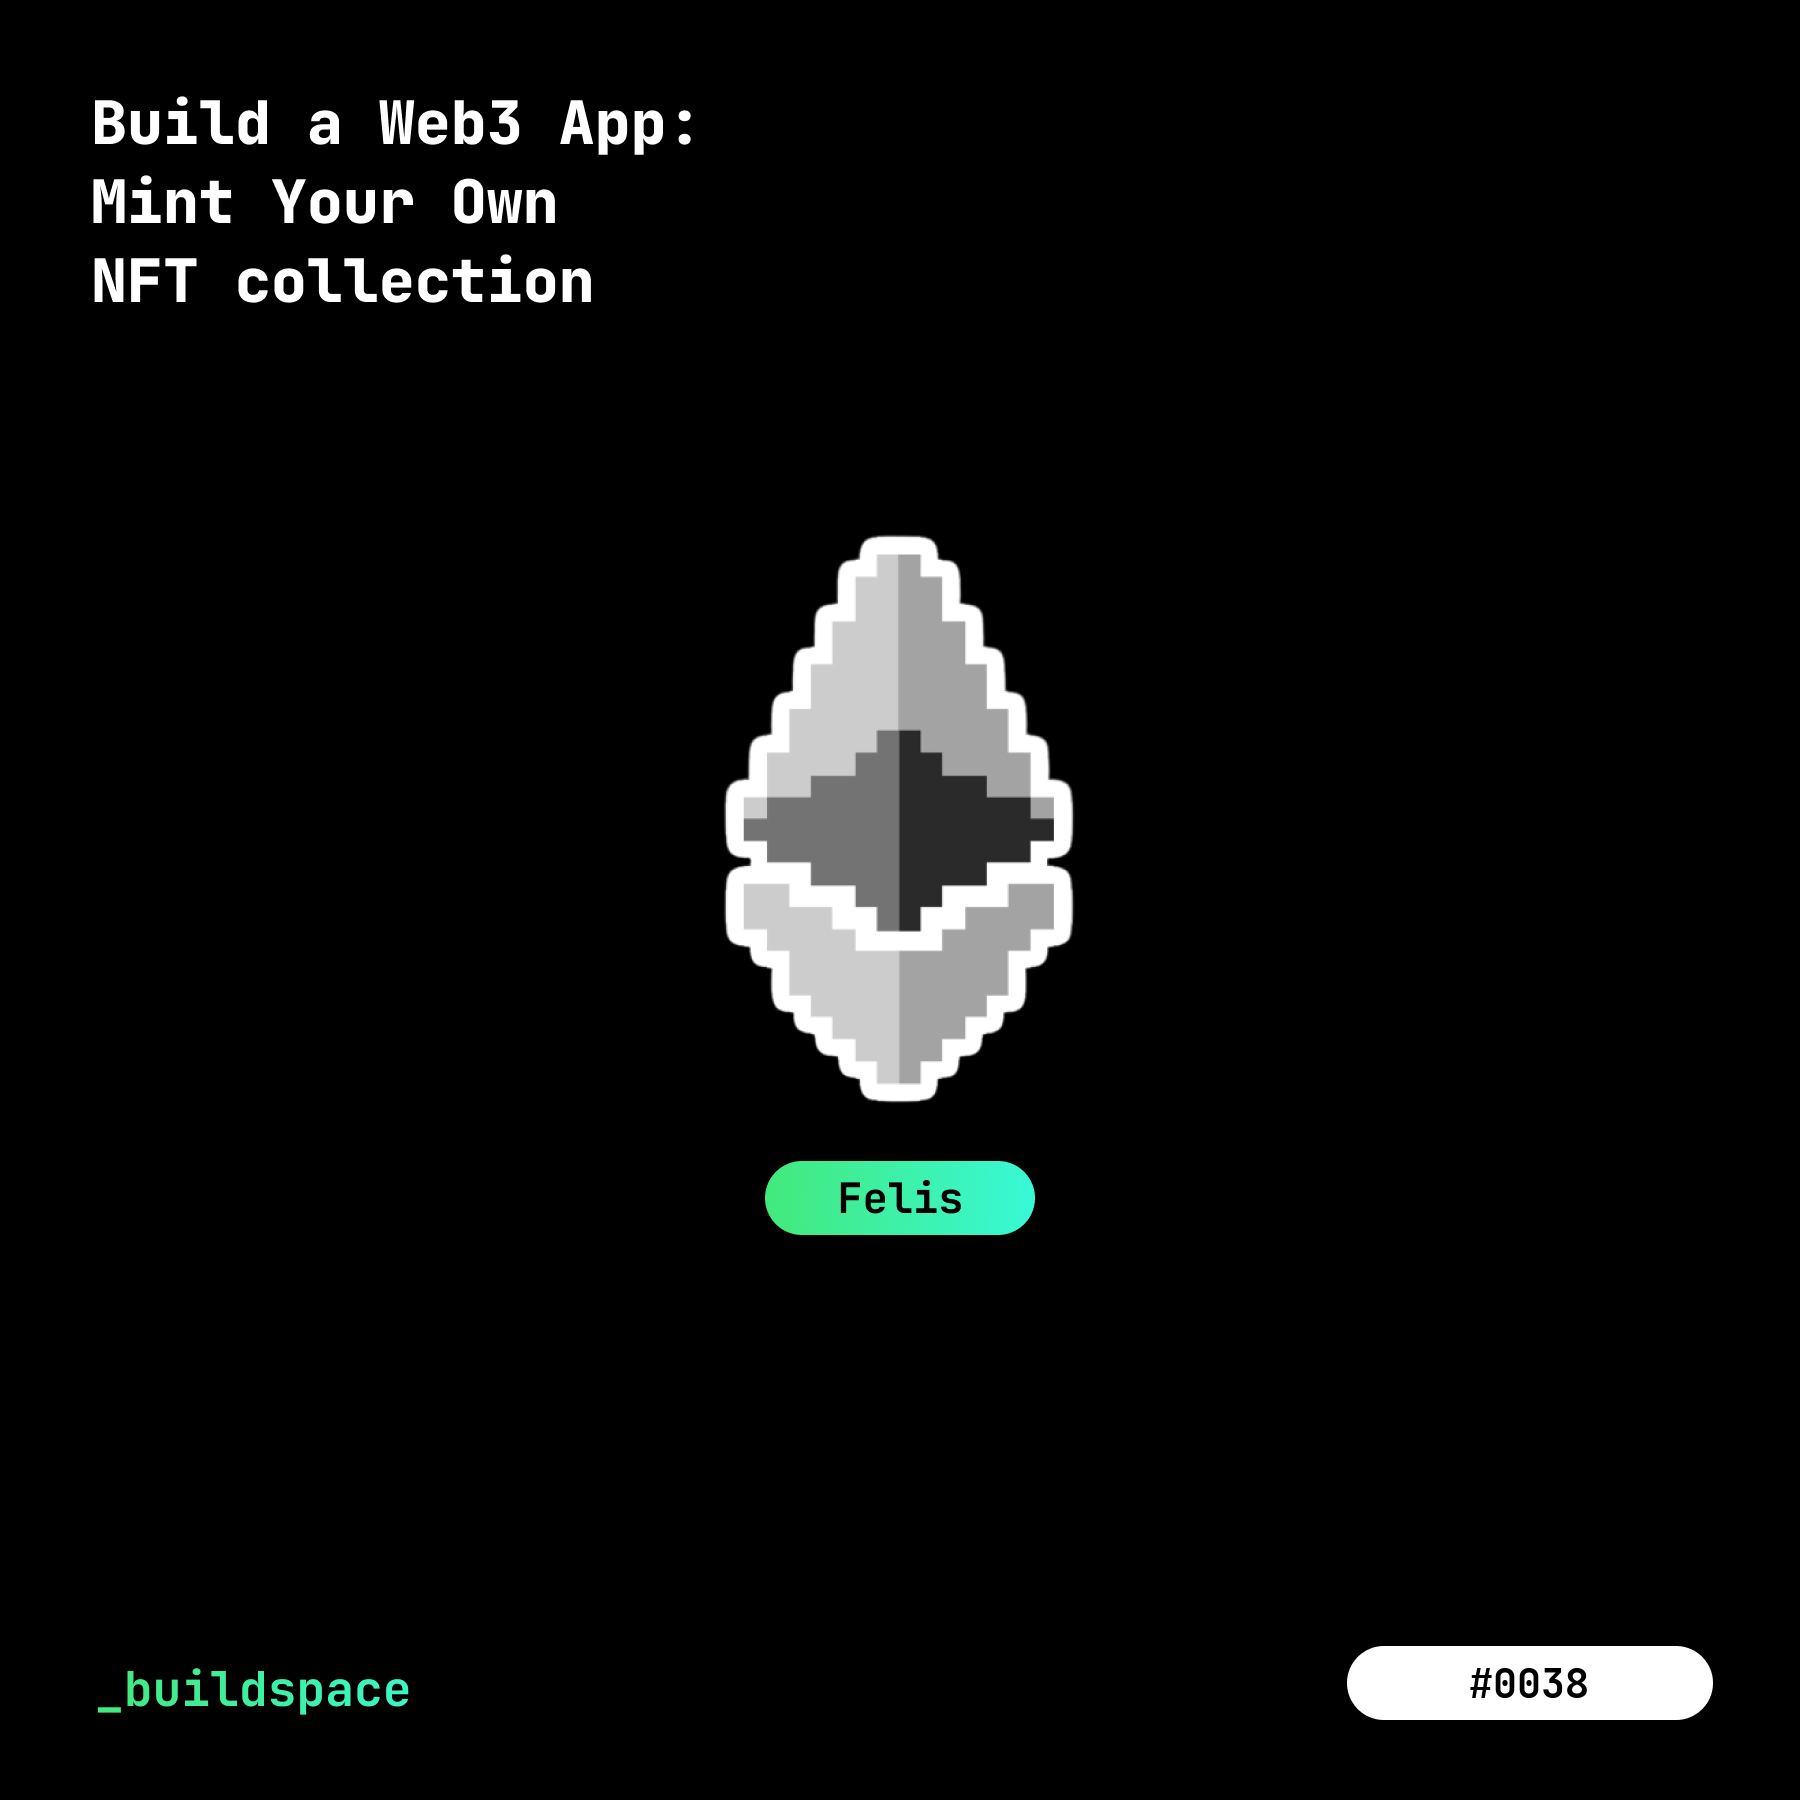 Build a Web3 App:
Mint Your Own
NFT collection
Felis
_buildspace
#0038